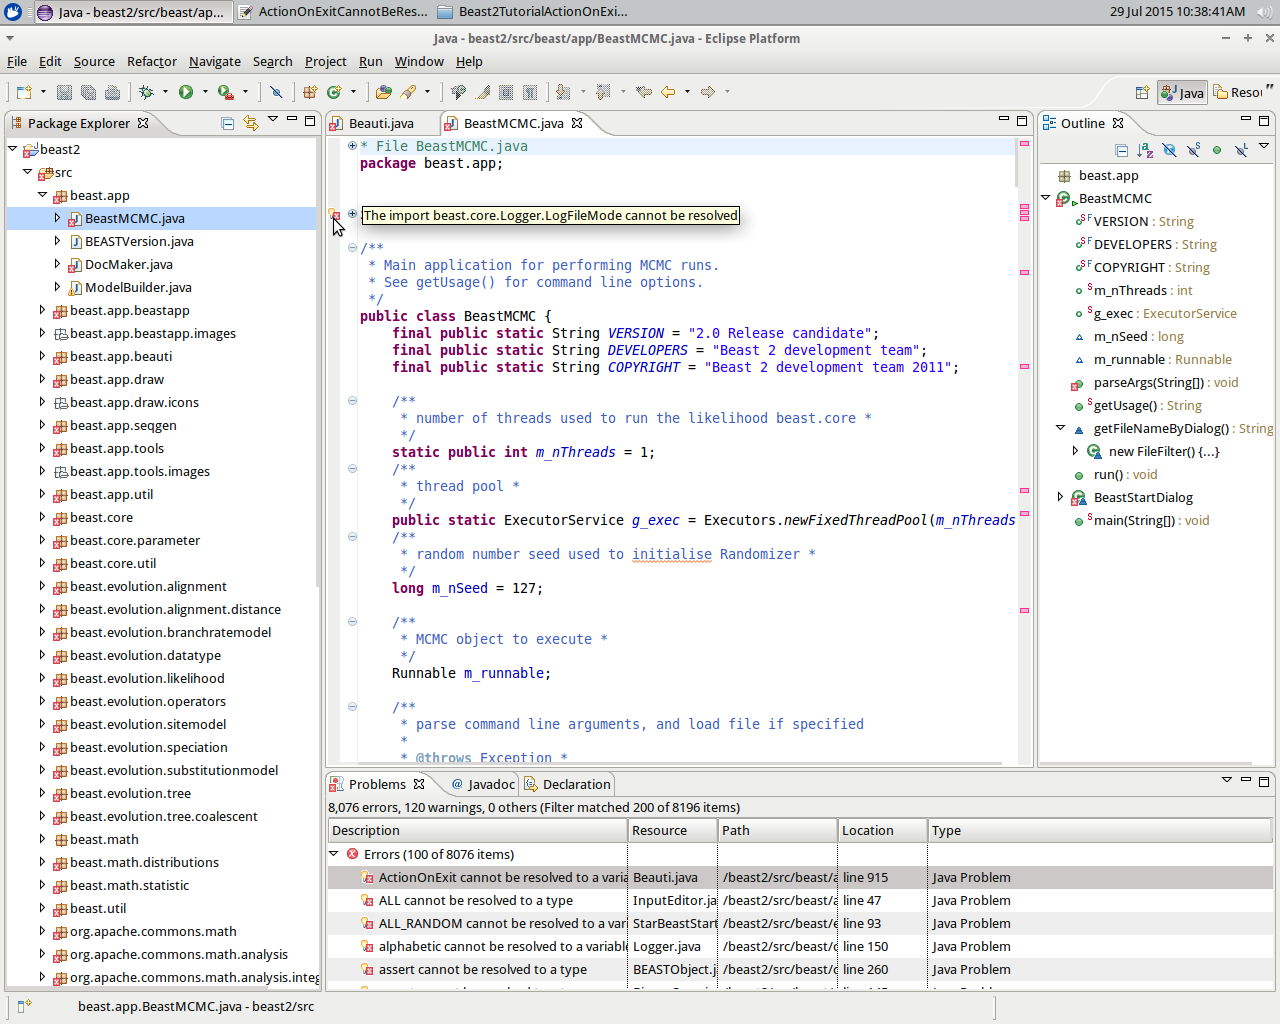 Java - beast2/src/beast/ap...
ActionOnExitCannotBeRes...
Beast2TutorialActionOnExi...
29 Jul 2015 10:38:41AM
Java - beast2/src/beast/app/BeastMCMC.java - Eclipse Platform
File Edit Source Refactor Navigate Search Project Run Window Help
Java
Resou
Package Explorer
beast2
src
beast.app
BeastMCMC.java
BEASTVersion.java
DocMaker.java
ModelBuilder.java
beast.app.beastapp
beast.app.beastapp.images
beast.app.beauti
beast.app.draw
beast.app.draw.icons
beast.app.seqgen
beast.app.tools
beast.app.tools.images
beast.app.util
beast.core
beast.core.parameter
beast.core.util
beast.evolution.alignment
beast.evolution.alignment.distance
beast.evolution.branchratemodel
beast.evolution.datatype
beast.evolution.likelihood
beast.evolution.operators
beast.evolution.sitemodel
beast.evolution.speciation
beast.evolution.substitutionmodel
beast.evolution.tree
beast.evolution.tree.coalescent
beast.math
beast.math.distributions
beast.math.statistic
beast.util
org.apache.commons.math
org.apache.commons.math.analysis
org.apache.commons.math.analysis.integ
Beauti.java
BeastMCMC.java
* File BeastMCMC.java
package beast.app;
The import beast.core.Logger.LogFileMode cannot be resolved
/**
* Main application for performing MCMC runs.
* See getUsage() for command line options.
*/
public class BeastMCMC {
final public static String VERSION = "2.0 Release candidate";
final public static String DEVELOPERS = "Beast 2 development team";
final public static String COPYRIGHT = "Beast 2 development team 2011";
/**
* number of threads used to run the likelihood beast.core *
*/
static public int m_nThreads = 1;
/**
* thread pool *
*/
public static ExecutorService g_exec = Executors.newFixedThreadPool(m_nThreads
/**
* random number seed used to initialise Randomizer *
*/
long m_nSeed = 127;
/**
* MCMC object to execute *
*/
Runnable m_runnable;
/**
* parse command line arguments, and load file if specified
*
* @throws Exception *
Outline
beast.app
BeastMCMC
VERSION : String
DEVELOPERS : String
COPYRIGHT : String
m_nThreads : int
g_exec : ExecutorService
m_nSeed : long
m_runnable : Runnable
parseArgs(String[]) : void
getUsage() : String
getFileNameByDialog() : String
new FileFilter() {...}
run() : void
BeastStartDialog
main(String[]) : void
Problems
@ Javadoc
Declaration
8,076 errors, 120 warnings, 0 others (Filter matched 200 of 8196 items)
Description Resource Path Location Type
Errors (100 of 8076 items)
ActionOnExit cannot be resolved to a varia Beauti.java /beast2/src/beast/a line 915 Java Problem
ALL cannot be resolved to a type InputEditor.ja /beast2/src/beast/a line 47 Java Problem
ALL_RANDOM cannot be resolved to a vari StarBeastStart /beast2/src/beast/e line 93 Java Problem
alphabetic cannot be resolved to a variabl Logger.java /beast2/src/beast/c line 150 Java Problem
assert cannot be resolved to a type BEASTObject.j /beast2/src/beast/c line 260 Java Problem
beast.app.BeastMCMC.java - beast2/src